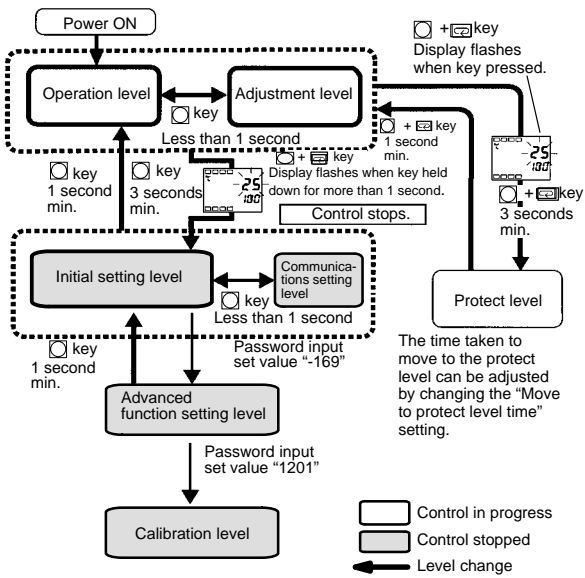 Power ON
+ key
Display flashes
when key pressed.
Operation level
Adjustment level
key
Less than 1 second
+ key
1 second
min.
25
100
key
1 second
min.
key
3 seconds
min.
25
100
+ key
Display flashes when key held
down for more than 1 second.
Control stops.
+ key
3 seconds
min.
Initial setting level
Communica-
tions setting
level
key
Less than 1 second
Protect level
key
1 second
min.
Password input
set value "-169"
The time taken to
move to the protect
level can be adjusted
by changing the “Move
to protect level time”
setting.
Advanced
function setting level
Password input
set value “1201”
Calibration level
Control in progress
Control stopped
Level change